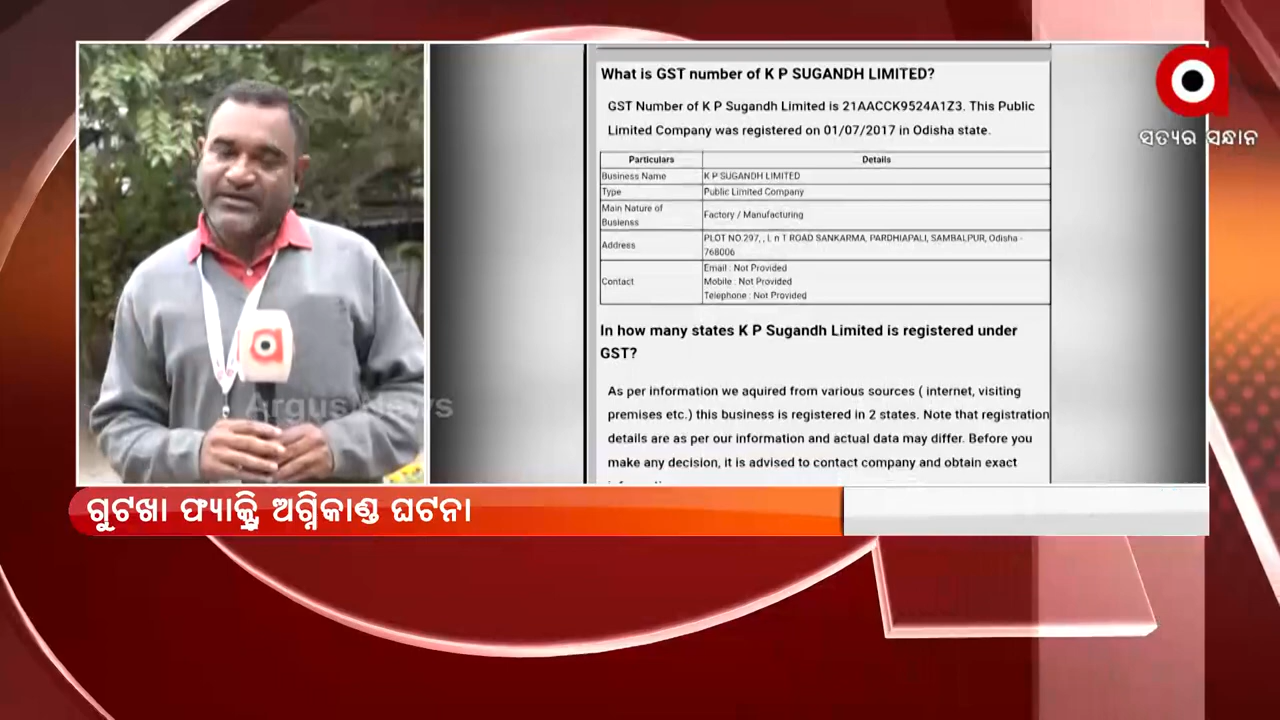 What is GST number of K P SUGANDH LIMITED?
GST Number of K P Sugandh Limited is 21AACCK9524A1Z3. This Public
Limited Company was registered on 01/07/2017 in Odisha state.
Particulars Details
Business Name K P SUGANDH LIMITED
Type Public Limited Company
Main Nature of
Busienss Factory / Manufacturing
Address PLOT NO.297, , L n T ROAD SANKARMA, PARDHIAPALI, SAMBALPUR, Odisha -
768006
Contact Email : Not Provided
Mobile : Not Provided
Telephone : Not Provided
In how many states K P Sugandh Limited is registered under
GST?
As per information we aquired from various sources ( internet, visiting
premises etc.) this business is registered in 2 states. Note that registration
details are as per our information and actual data may differ. Before you
make any decision, it is advised to contact company and obtain exact
ସତ୍ୟର ସନ୍ଧାନ
Argus News
ଗୁଟଖା ଫ୍ୟାକ୍ଟ୍ରି ଅଗ୍ନିକାଣ୍ଡ ଘଟନା